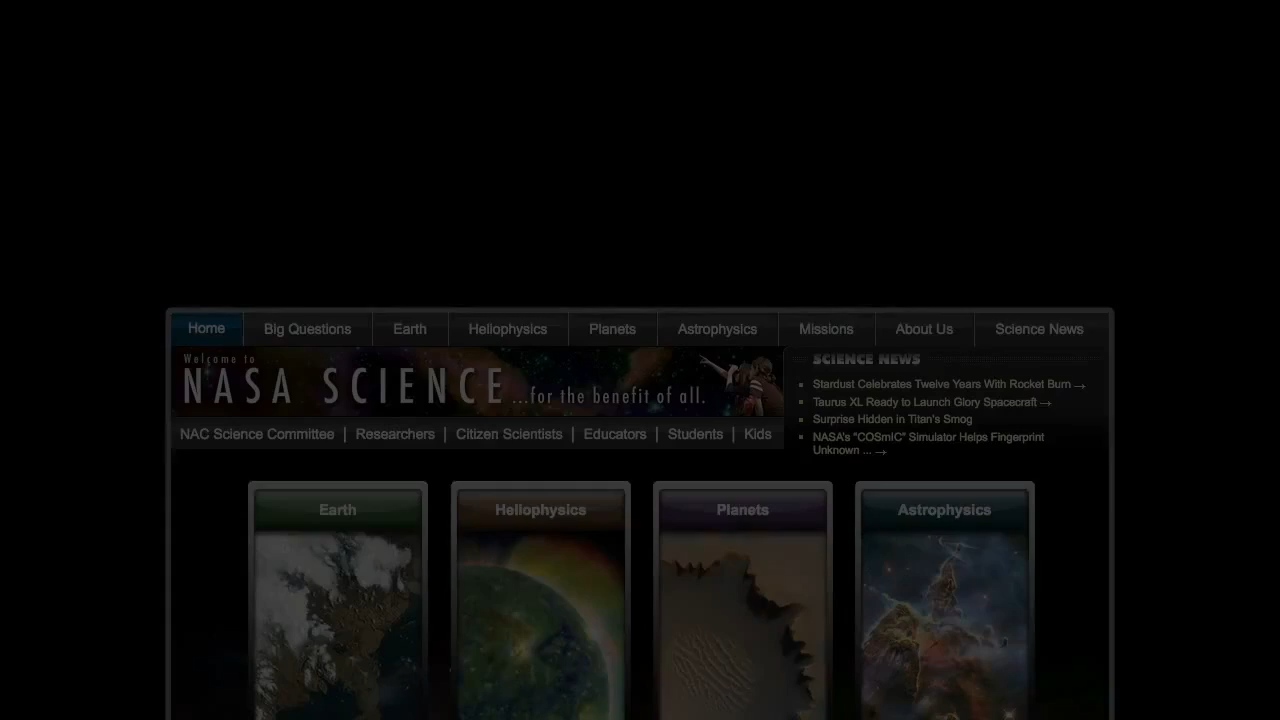 Home Big Questions Earth Heliophysics Planets Astrophysics Missions About Us Science News
Welcome to
NASA SCIENCE ...for the benefit of all.
NAC Science Committee | Researchers | Citizen Scientists | Educators | Students | Kids
SCIENCE NEWS
Stardust Celebrates Twelve Years With Rocket Burn →
Taurus XL Ready to Launch Glory Spacecraft →
Surprise Hidden in Titan's Smog
NASA's "COSmIC" Simulator Helps Fingerprint
Unknown ... →
Earth Heliophysics Planets Astrophysics